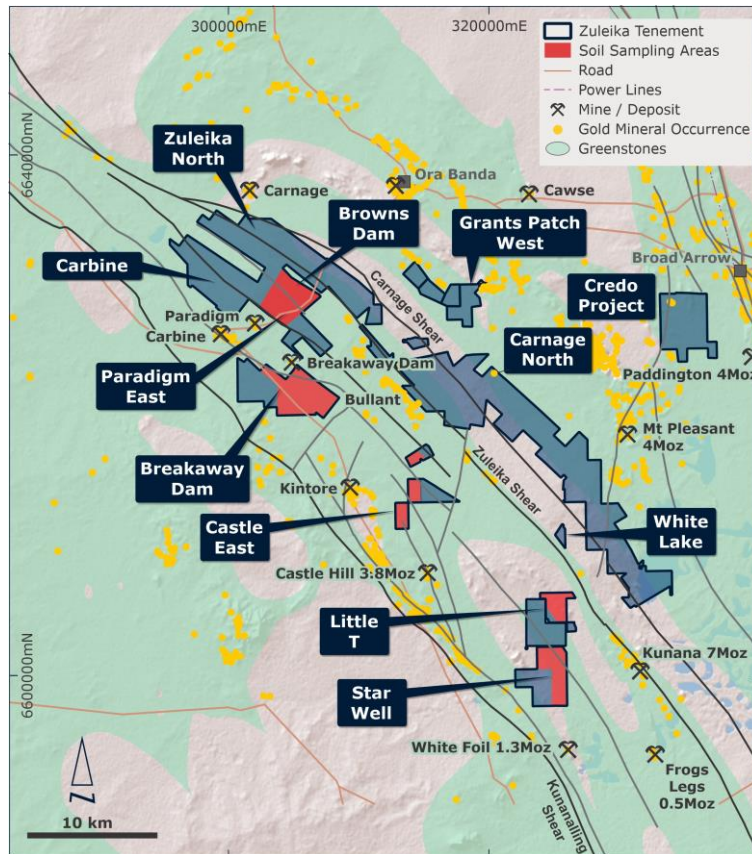 300000mE
320000mE
Zuleika Tenement
Soil Sampling Areas
Road
Power Lines
Mine / Deposit
Gold Mineral Occurrence
Greenstones
6640000mN
Zuleika
North
Carnage
Ora Banda
Cawse
Browns
Dam
Grants Patch
West
Broad Arrow
Carbine
Carnage Shear
Credo
Project
Paradigm
Carbine
Carnage
North
Paddington 4Moz
Breakaway Dam
Paradigm
East
Bullant
Mt Pleasant
4Moz
Breakaway
Dam
Zuleika Shear
Kintore
Castle
East
White
Lake
Castle Hill 3.8Moz
Little
T
Kunana 7Moz
6600000mN
Star
Well
White Foil 1.3Moz
Frogs
Legs
0.5Moz
Kunanalling
Shear
N
10 km